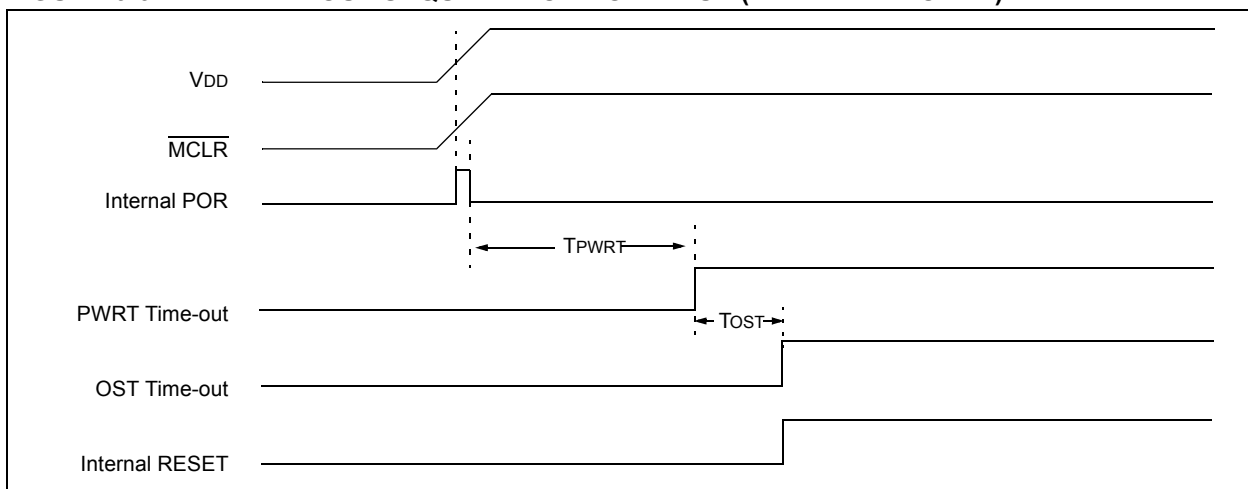 VDD
MCLR
Internal POR
TPWRT
PWRT Time-out
TOST
OST Time-out
Internal RESET